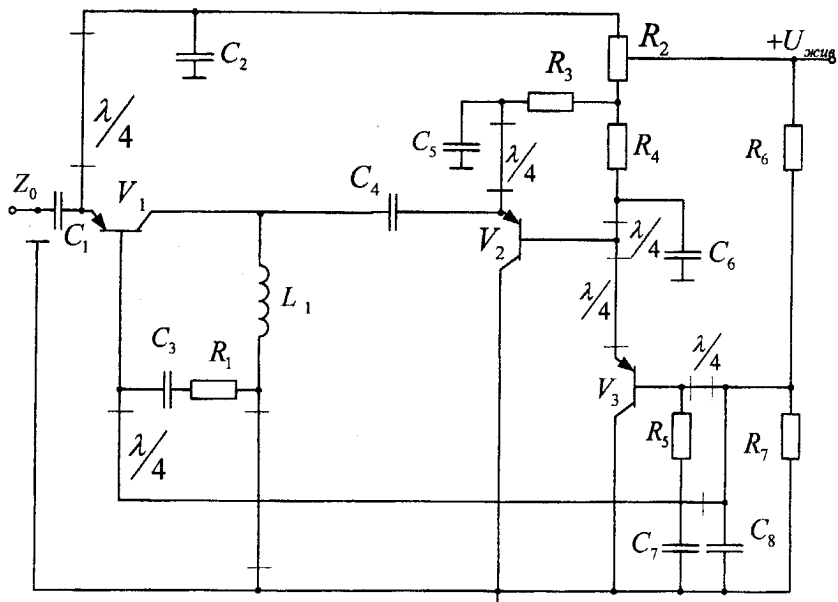 C₂
R₂
+U жив
R₃
λ/4
C₅
λ/4
R₄
R₆
Z₀
V₁
C₄
C₁
V₂
λ/4
C₆
L₁
λ/4
C₃
R₁
λ/4
V₃
R₅
R₇
λ/4
C₇
C₈